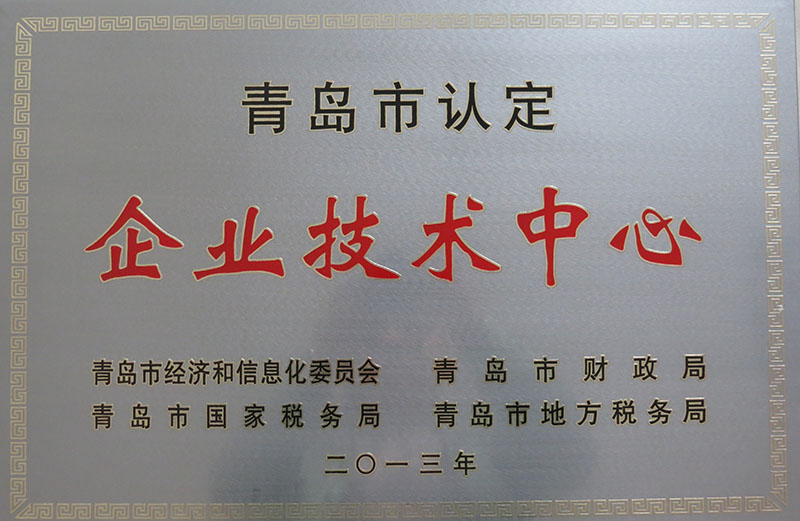 青岛市认定
企业技术中心
青岛市经济和信息化委员会 青岛市财政局
青岛市国家税务局 青岛市地方税务局
二〇一三年